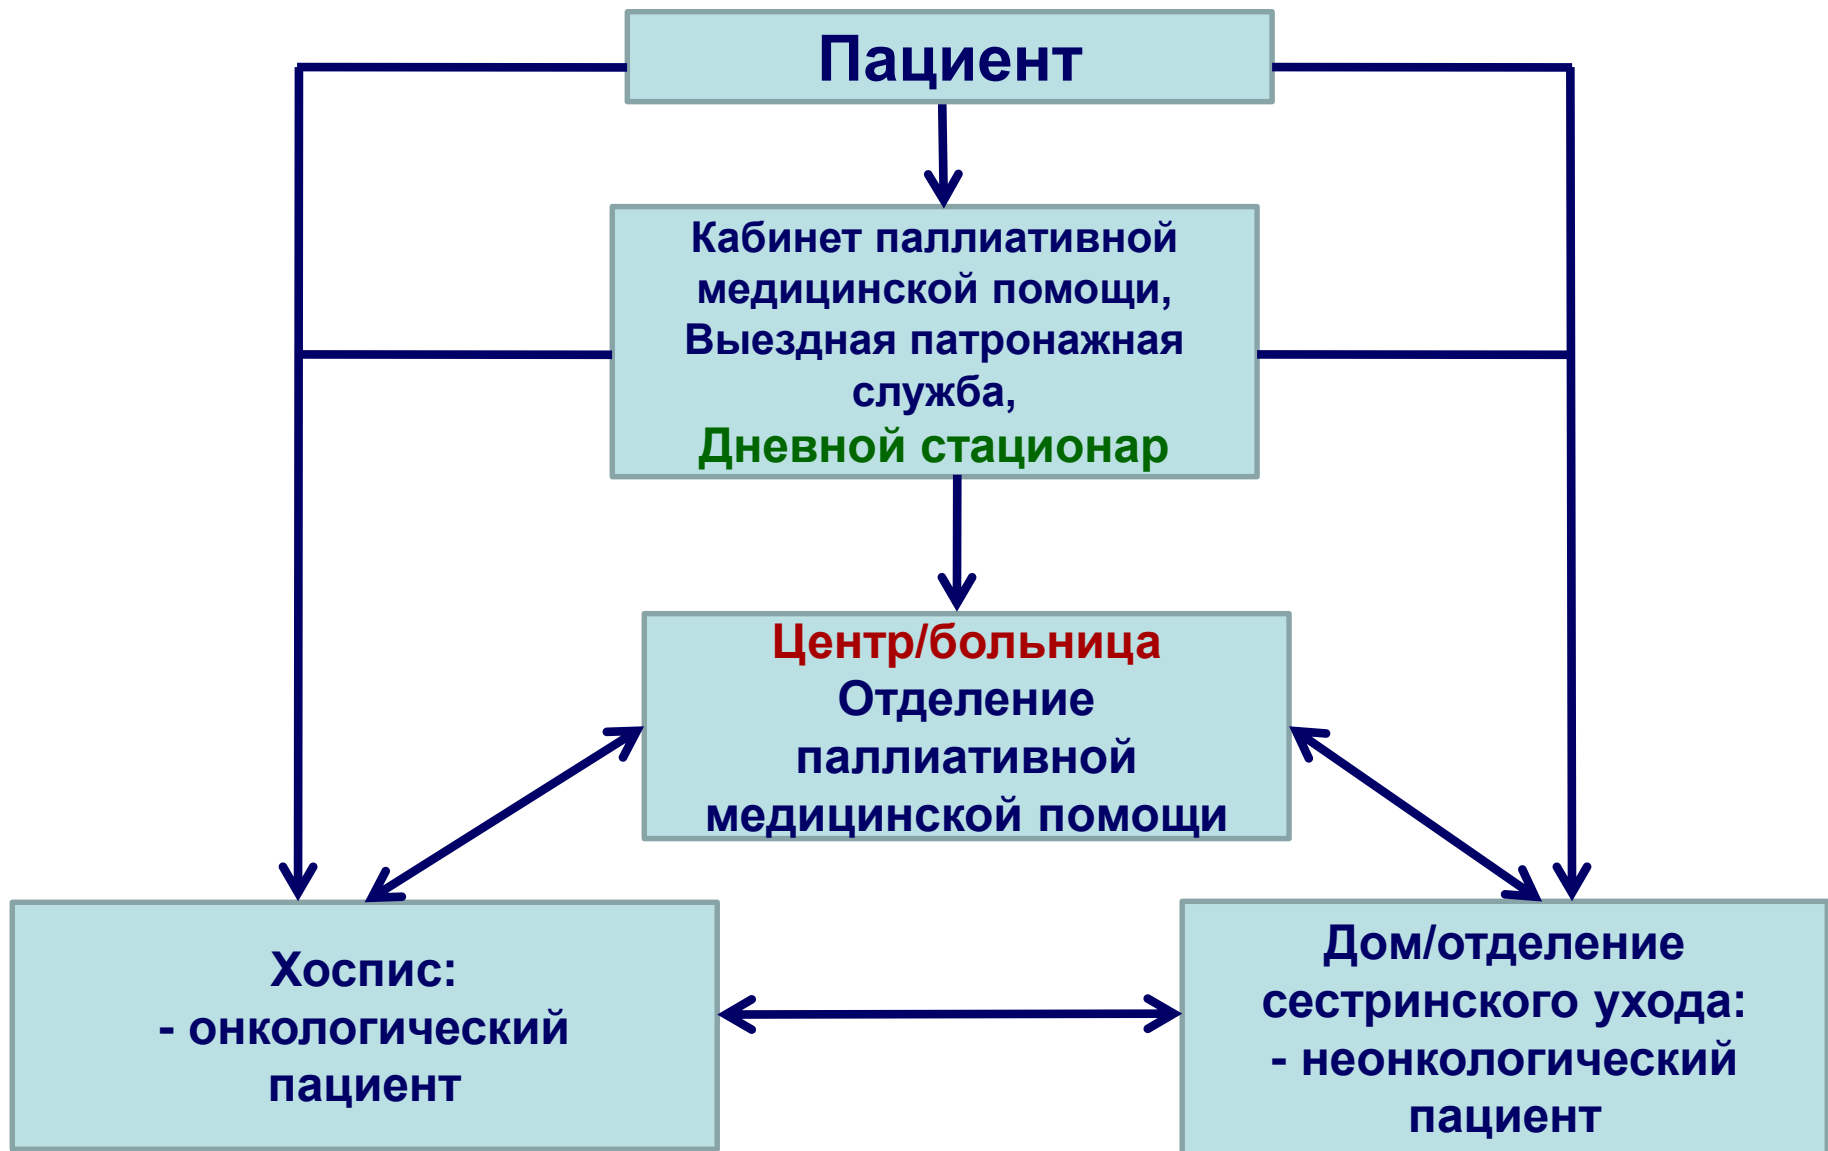 Пациент
Кабинет паллиативной
медицинской помощи,
Выездная патронажная
служба,
Дневной стационар
Центр/больница
Отделение
паллиативной
медицинской помощи
Хоспис:
- онкологический
пациент
Дом/отделение
сестринского ухода:
- неонкологический
пациент